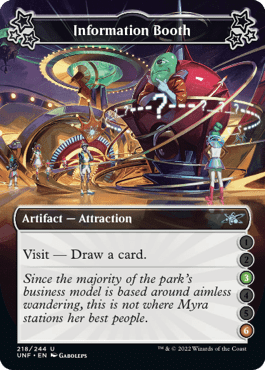 Information Booth
?
Artifact — Attraction
Visit — Draw a card.
Since the majority of the park's
business model is based around aimless
wandering, this is not where Myra
stations her best people.
1
2
3
4
5
6
218/244 U
UNF • EN GABOLEPS
™ & © 2022 Wizards of the Coast